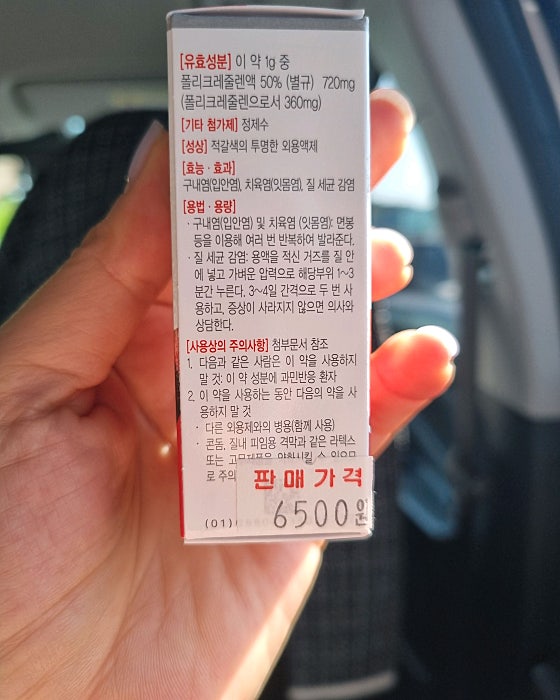 [유효성분] 이 약 1g 중
폴리크레줄렌액 50% (별규) 720mg
(폴리크레줄렌으로서 360mg)
[기타 첨가제] 정제수
[성상] 적갈색의 투명한 외용액제
[효능·효과]
구내염(입안염), 치육염(잇몸염), 질 세균 감염
[용법·용량]
· 구내염(입안염) 및 치육염 (잇몸염): 면봉
등을 이용해 여러 번 반복하여 발라준다.
· 질 세균 감염: 용액을 적신 거즈를 질 안
에 넣고 가벼운 압력으로 해당부위 1~3
분간 누른다. 3~4일 간격으로 두 번 사
용하고, 증상이 사라지지 않으면 의사와
상담한다.
[사용상의 주의사항] 첨부문서 참조
1. 다음과 같은 사람은 이 약을 사용하지
말 것: 이 약 성분에 과민반응 환자
2. 이 약을 사용하는 동안 다음의 약을 사
용하지 말 것
· 다른 외용제와의 병용(함께 사용)
· 콘돔, 질내 피임용 격막과 같은 라텍스
또는 고무제품을 약화시킬 수 있으므
로 주의
판매가격
(01)
6500원